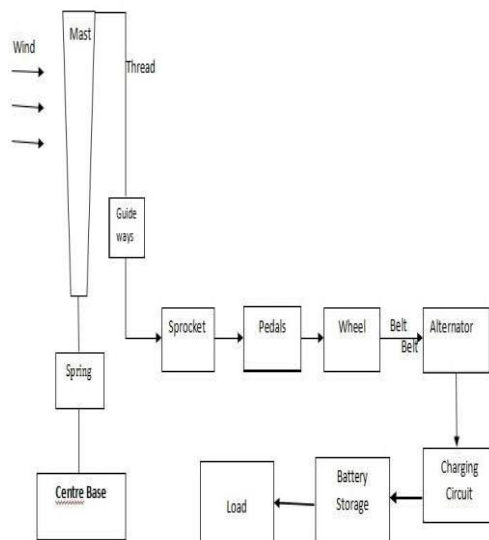 Mast
Wind
Thread
Guide
ways
Sprocket
Pedals
Wheel
Belt
Belt
Alternator
Spring
Centre Base
Load
Battery
Storage
Charging
Circuit